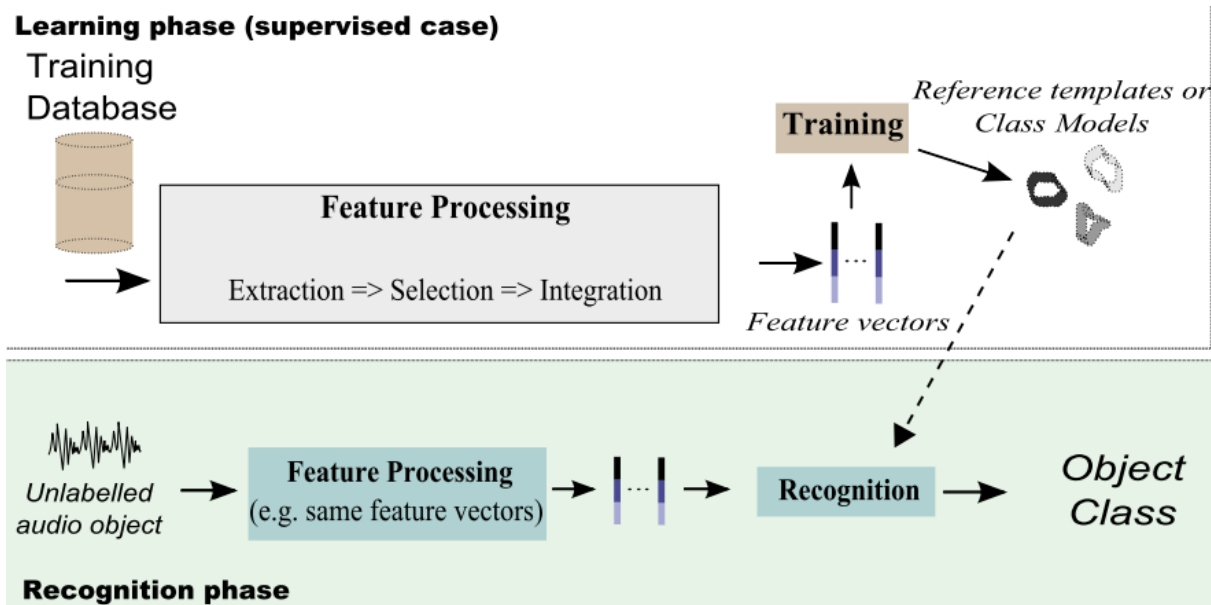 Learning phase (supervised case)
Training
Database
Reference templates or
Class Models
Training
Feature Processing
Extraction => Selection => Integration
...
Feature vectors
Unlabelled
audio object
Feature Processing
(e.g. same feature vectors)
...
Recognition
Object
Class
Recognition phase